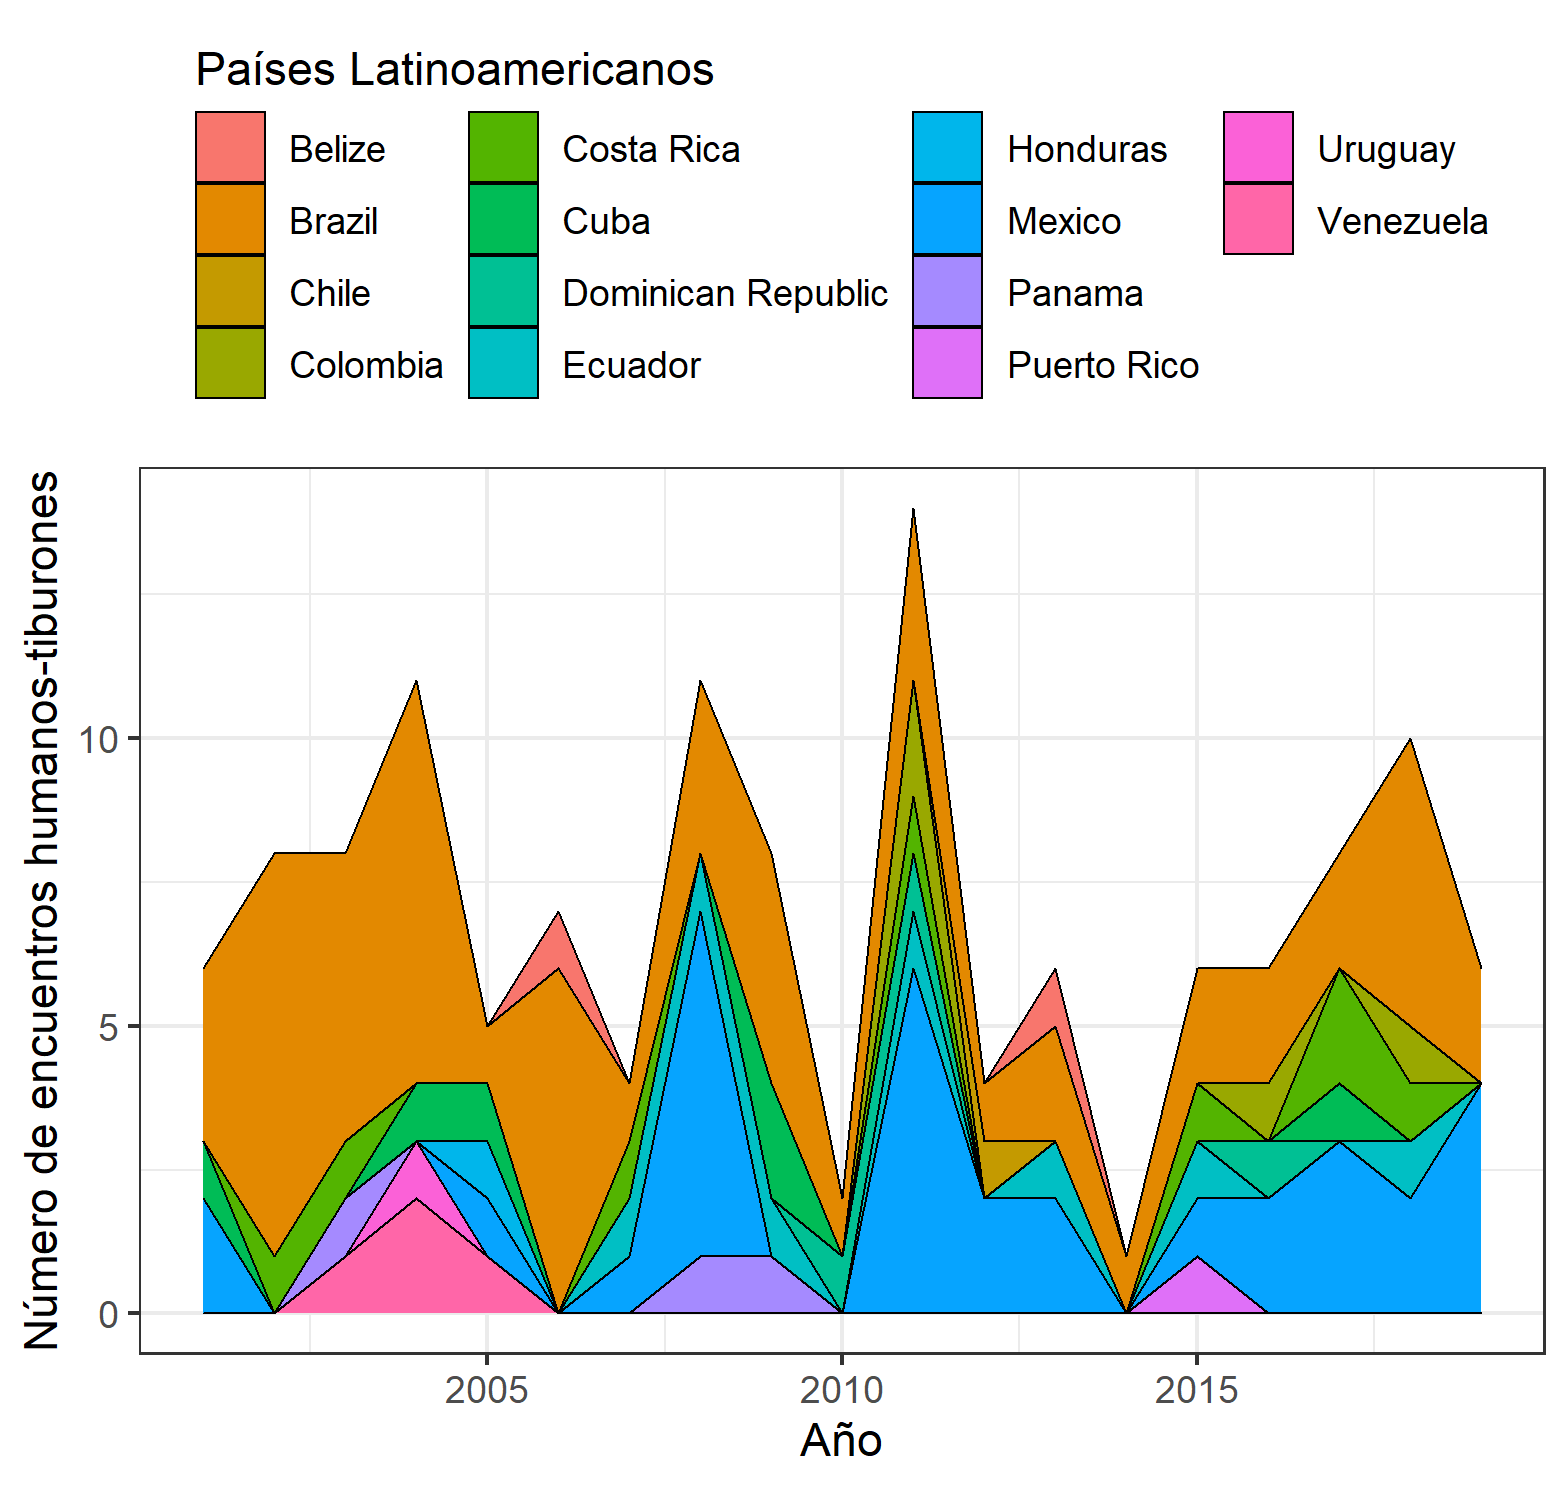 Países Latinoamericanos
Belize
Brazil
Chile
Colombia
Costa Rica
Cuba
Dominican Republic
Ecuador
Honduras
Mexico
Panama
Puerto Rico
Uruguay
Venezuela
Número de encuentros humanos-tiburones
10
5
0
2005
2010
2015
Año